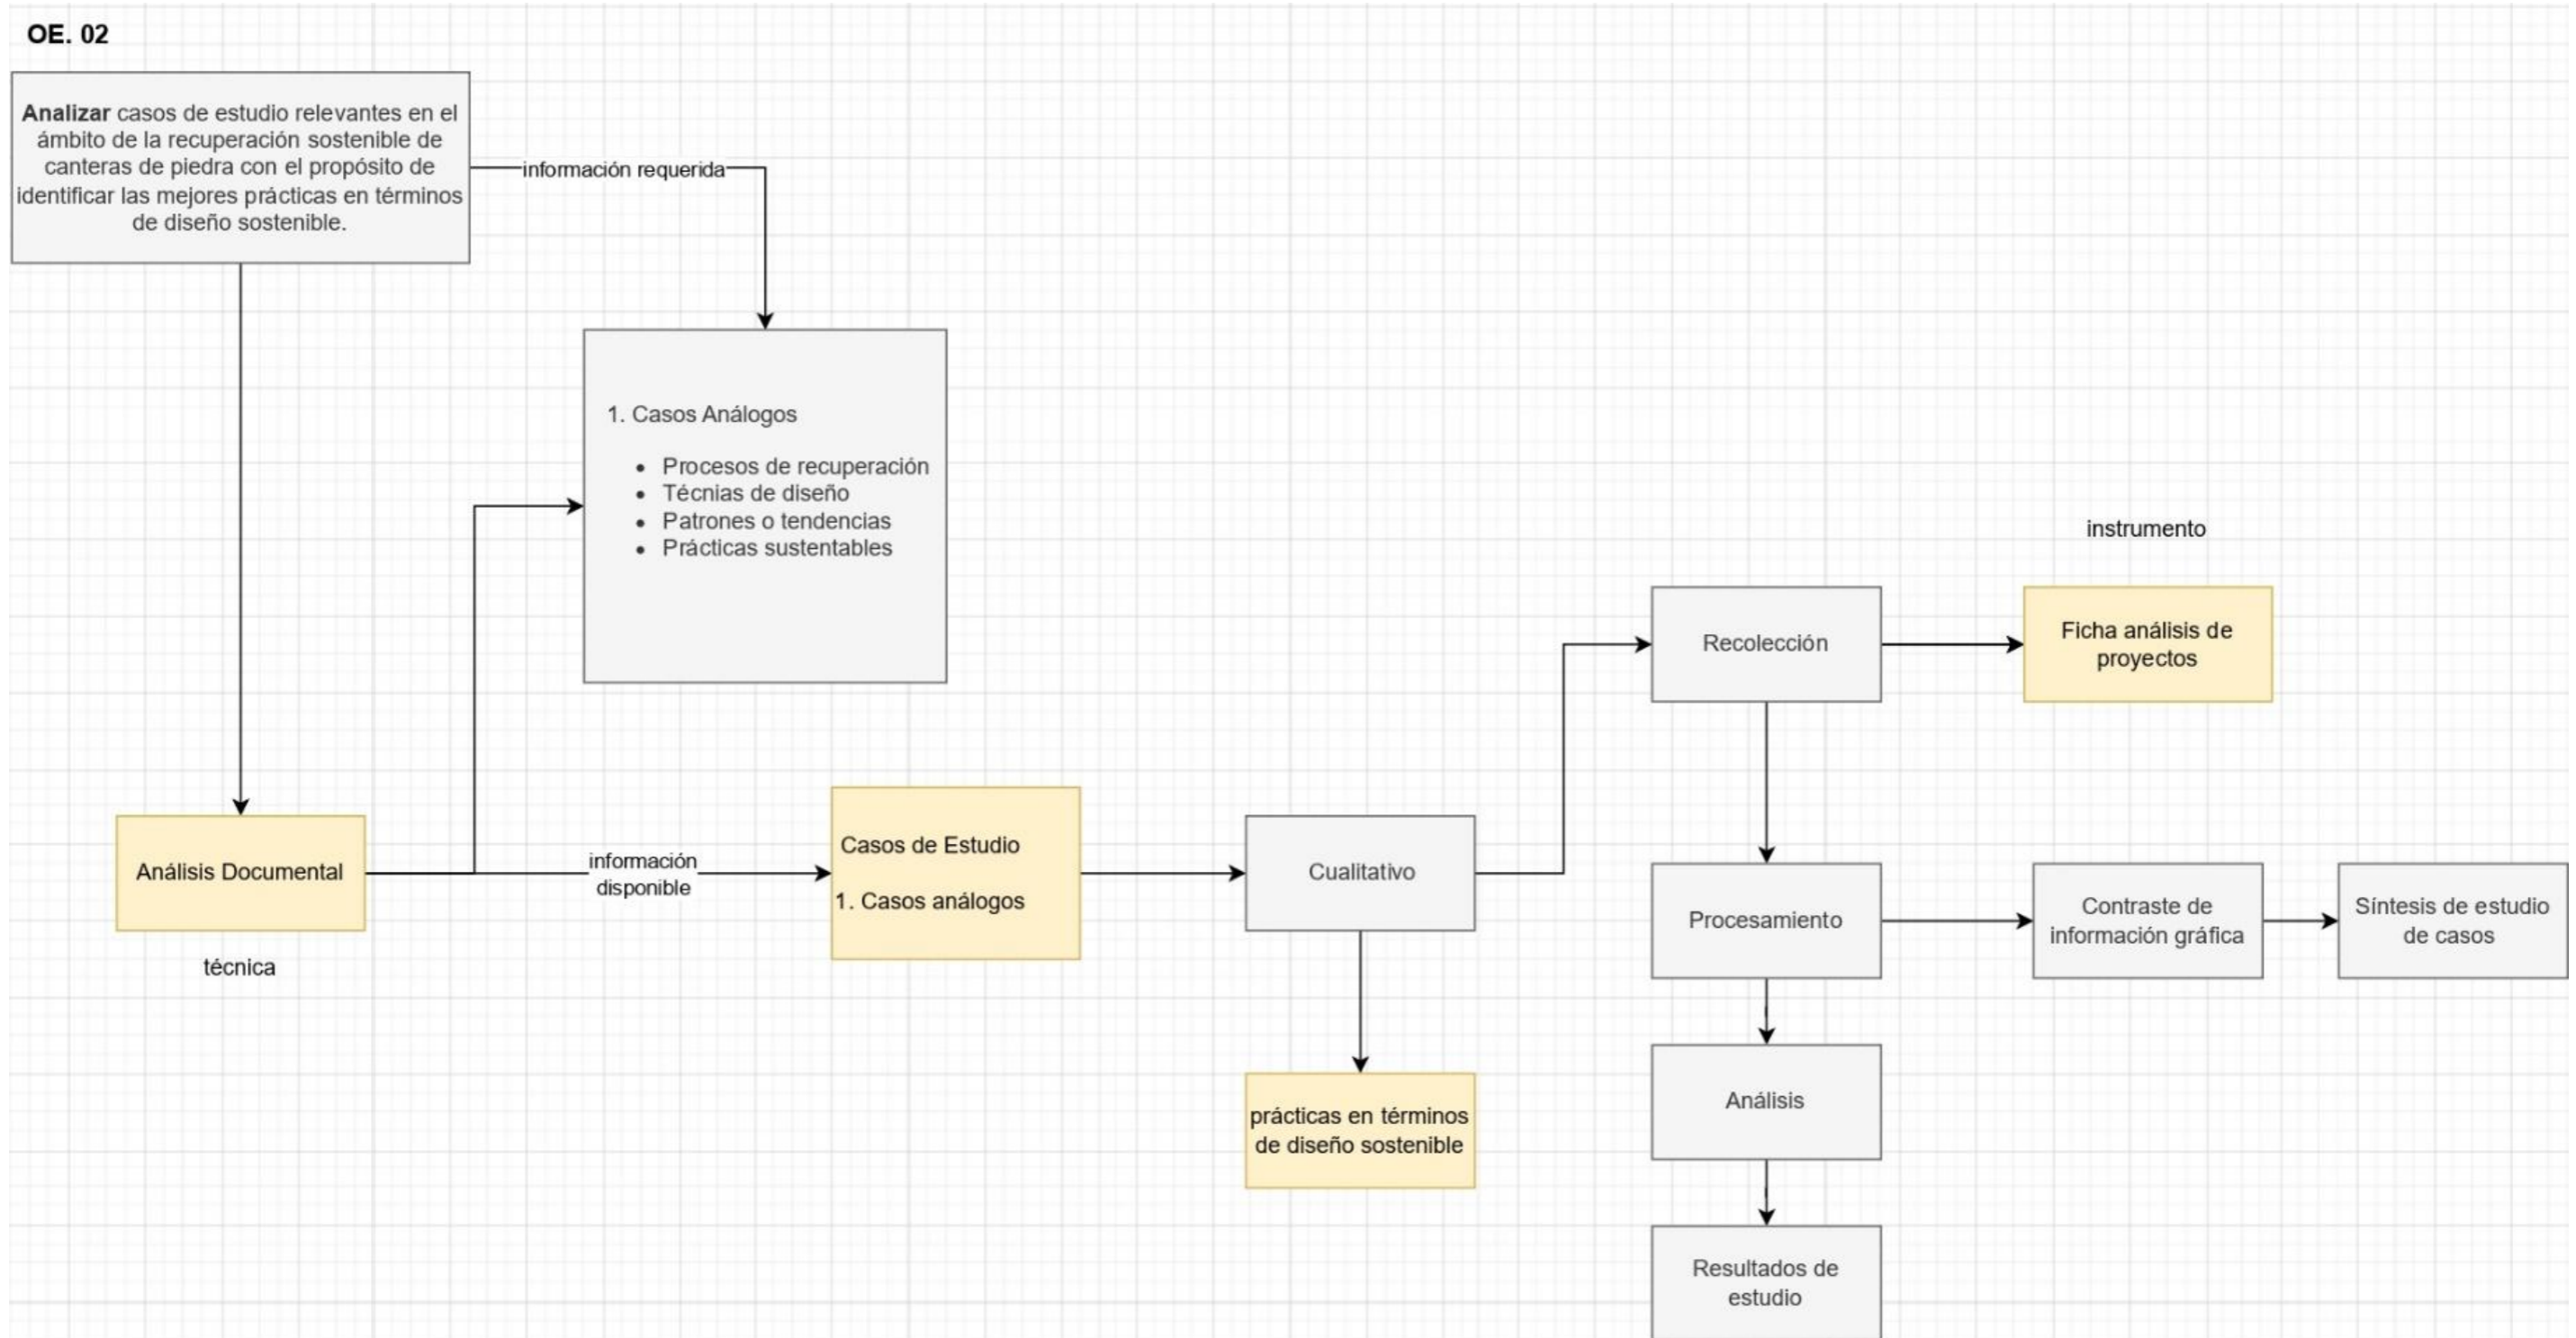 OE. 02
Analizar casos de estudio relevantes en el
ámbito de la recuperación sostenible de
canteras de piedra con el propósito de
identificar las mejores prácticas en términos
de diseño sostenible.
información requerida
1. Casos Análogos
• Procesos de recuperación
• Técnias de diseño
• Patrones o tendencias
• Prácticas sustentables
instrumento
Recolección
Ficha análisis de
proyectos
Análisis Documental
técnica
información
disponible
Casos de Estudio
1. Casos análogos
Cualitativo
prácticas en términos
de diseño sostenible
Procesamiento
Contraste de
información gráfica
Síntesis de estudio
de casos
Análisis
Resultados de
estudio